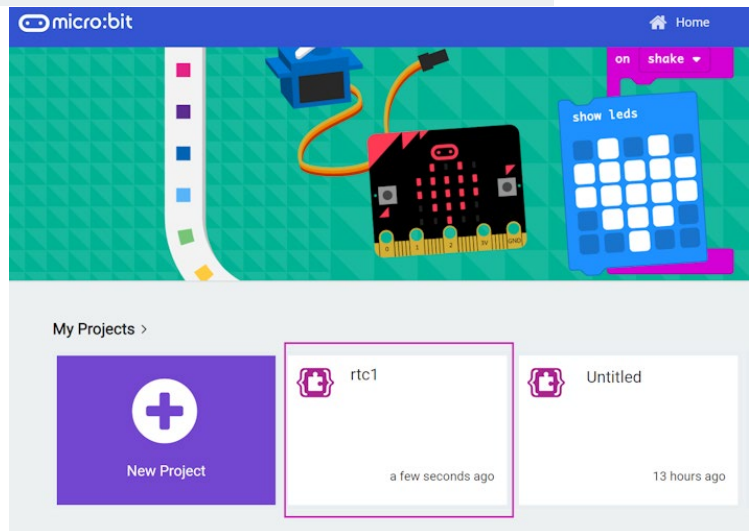 micro:bit
Home
on shake
show leds
0 1 2 3V GND
My Projects >
New Project
rtc1
a few seconds ago
Untitled
13 hours ago